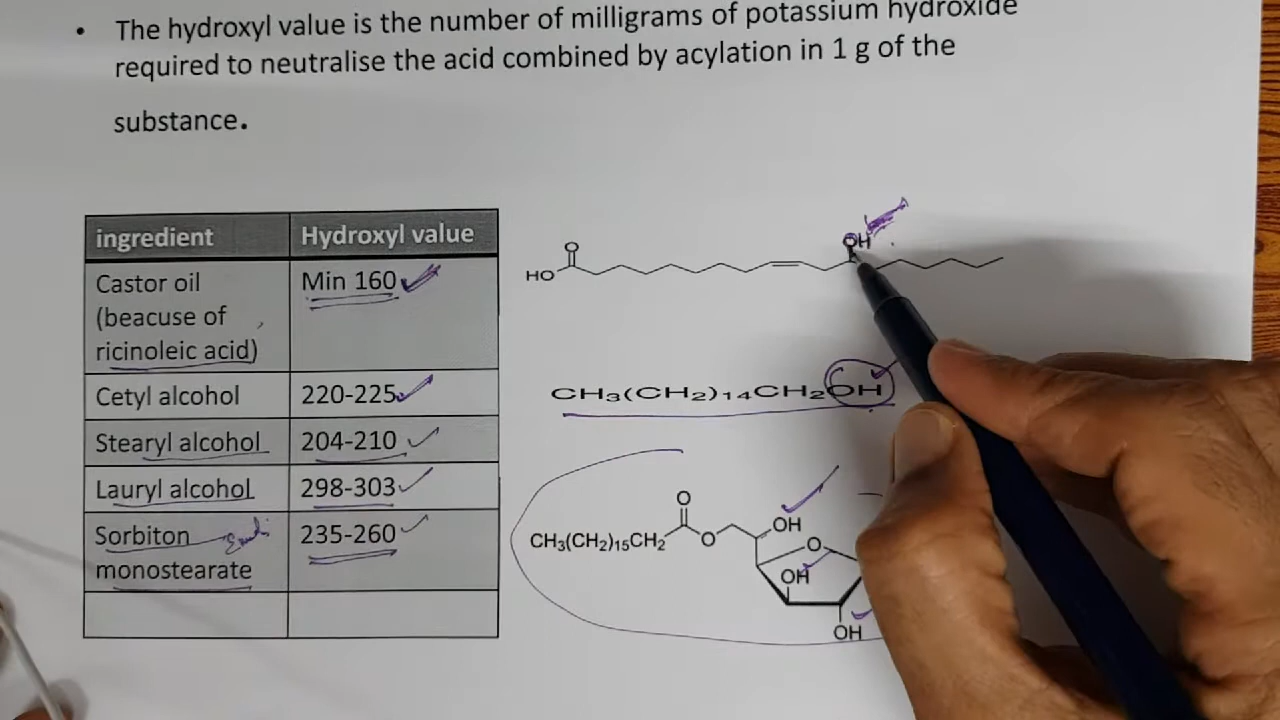 • The hydroxyl value is the number of milligrams of potassium hydroxide
required to neutralise the acid combined by acylation in 1 g of the
substance.
ingredient Hydroxyl value
Castor oil Min 160
(beacuse of
ricinoleic acid)
Cetyl alcohol 220-225
Stearyl alcohol 204-210
Lauryl alcohol 298-303
Sorbiton 235-260
monostearate
O OH
HO
CH₃(CH₂)₁₄CH₂OH
O
OH
CH₃(CH₂)₁₅CH₂ O O
OH
OH